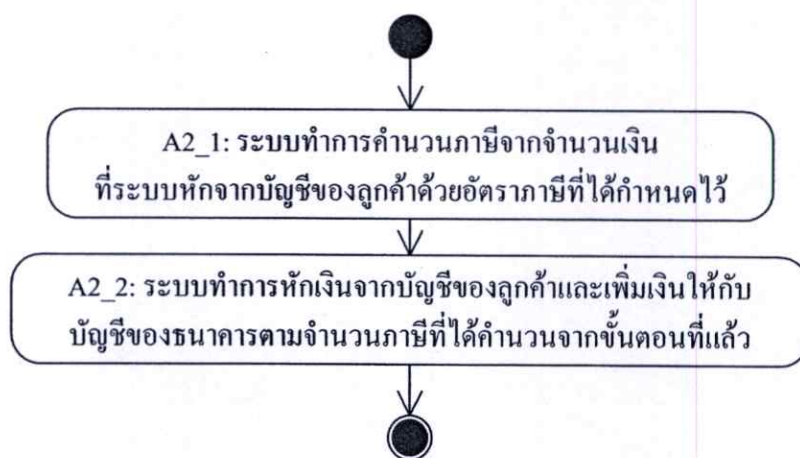 A2_1: ระบบทำการคำนวนภาษีจากจำนวนเงิน
ที่ระบบหักจากบัญชีของลูกค้าด้วยอัตราภาษีที่ได้กำหนดไว้
A2_2: ระบบทำการหักเงินจากบัญชีของลูกค้าและเพิ่มเงินให้กับ
บัญชีของธนาคารตามจำนวนภาษีที่ได้คำนวนจากขั้นตอนที่แล้ว